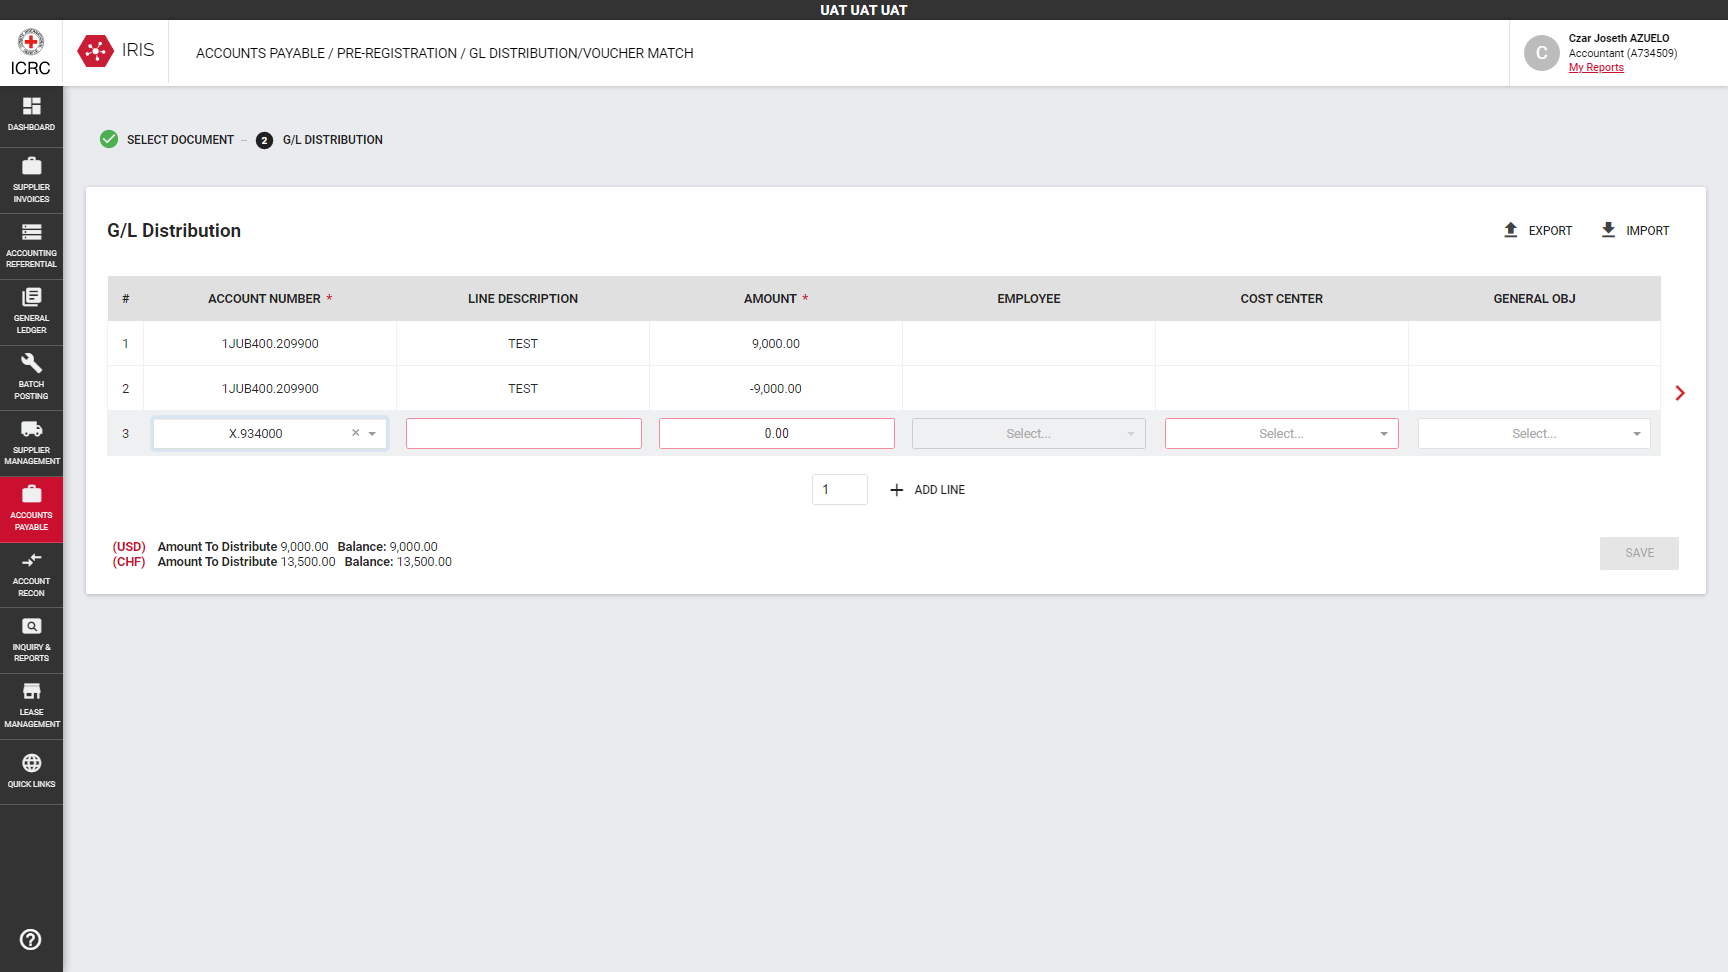 UAT UAT UAT
ICRC
IRIS
ACCOUNTS PAYABLE / PRE-REGISTRATION / GL DISTRIBUTION/VOUCHER MATCH
C
Czar Joseth AZUELO
Accountant (A734509)
My Reports
DASHBOARD
SUPPLIER
INVOICES
ACCOUNTING
REFERENTIAL
GENERAL
LEDGER
BATCH
POSTING
SUPPLIER
MANAGEMENT
ACCOUNTS
PAYABLE
ACCOUNT
RECON
INQUIRY &
REPORTS
LEASE
MANAGEMENT
QUICK LINKS
SELECT DOCUMENT
2 G/L DISTRIBUTION
G/L Distribution
EXPORT
IMPORT
# ACCOUNT NUMBER * LINE DESCRIPTION AMOUNT * EMPLOYEE COST CENTER GENERAL OBJ
1 1JUB400.209900 TEST 9,000.00
2 1JUB400.209900 TEST -9,000.00
3 X.934000 × 0.00 Select... Select... Select...
1 + ADD LINE
(USD) Amount To Distribute 9,000.00 Balance: 9,000.00
(CHF) Amount To Distribute 13,500.00 Balance: 13,500.00
SAVE